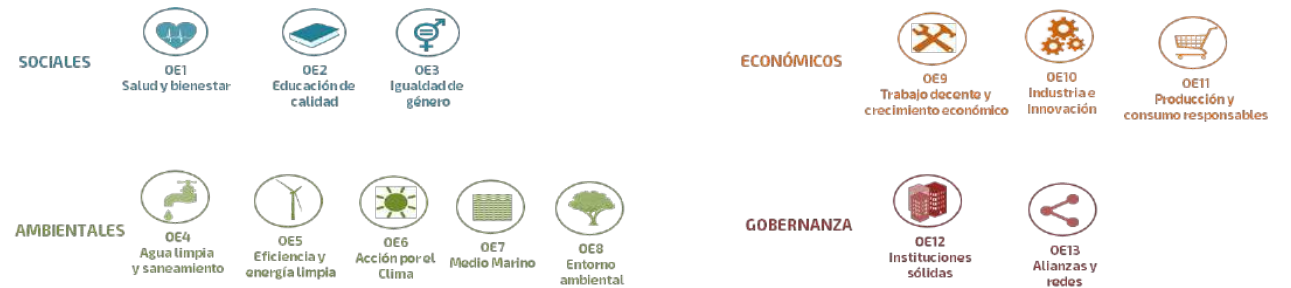 SOCIALES
OE1
Salud y bienestar
OE2
Educación de
calidad
OE3
Igualdad de
género
ECONÓMICOS
OE9
Trabajo decente y
crecimiento económico
OE10
Industria e
Innovación
OE11
Producción y
consumo responsables
AMBIENTALES
OE4
Agua limpia
y saneamiento
OE5
Eficiencia y
energía limpia
OE6
Acción por el
Clima
OE7
Medio Marino
OE8
Entorno
ambiental
GOBERNANZA
OE12
Instituciones
sólidas
OE13
Alianzas y
redes